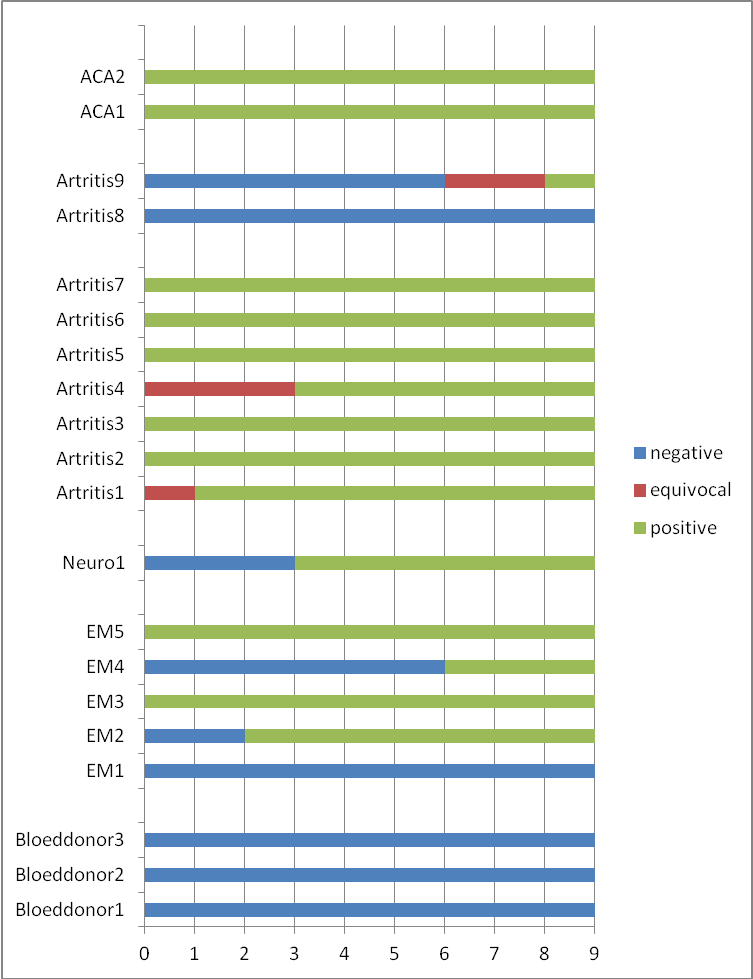 ACA2
ACA1
Artritis9
Artritis8
Artritis7
Artritis6
Artritis5
Artritis4
Artritis3
Artritis2
Artritis1
Neuro1
EM5
EM4
EM3
EM2
EM1
Bloeddonor3
Bloeddonor2
Bloeddonor1
0 1 2 3 4 5 6 7 8 9
negative
equivocal
positive